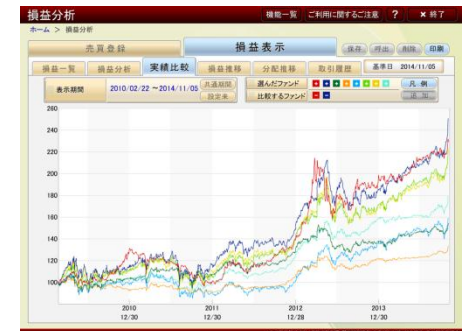 損益分析
機能一覧 ご利用に関するご注意 ? ×終了
ホーム > 損益分析
売買登録 損益表示 保存 呼出 削除 印刷
損益一覧 損益分析 実績比較 損益推移 分配推移 取引履歴 基準日 2014/11/05
表示期間 2010/02/22 ~2014/11/05 共通期間 選んだファンド 凡例
設定来 比較するファンド 追加
260
240
220
200
180
160
140
120
100
2010 2011 2012 2013
12/30 12/30 12/28 12/30